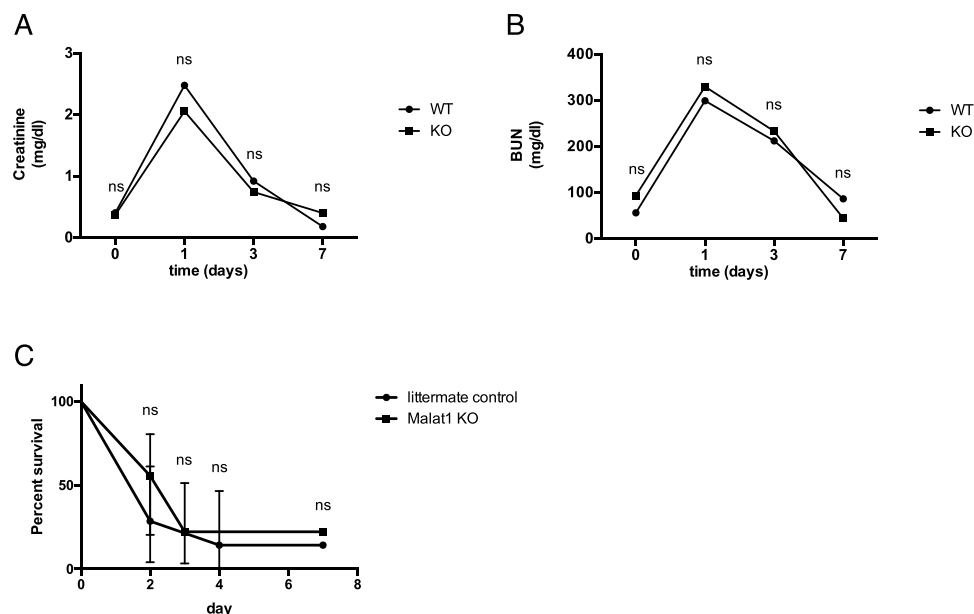 A
3
2
1
0
Creatinine
(mg/dl)
ns
ns
ns
ns
0 1 3 7
time (days)
WT
KO
B
400
300
200
100
0
BUN
(mg/dl)
ns
ns
ns
ns
0 1 3 7
time (days)
WT
KO
C
100
50
0
Percent survival
ns
ns
ns
ns
0 2 4 6 8
day
littermate control
Malat1 KO